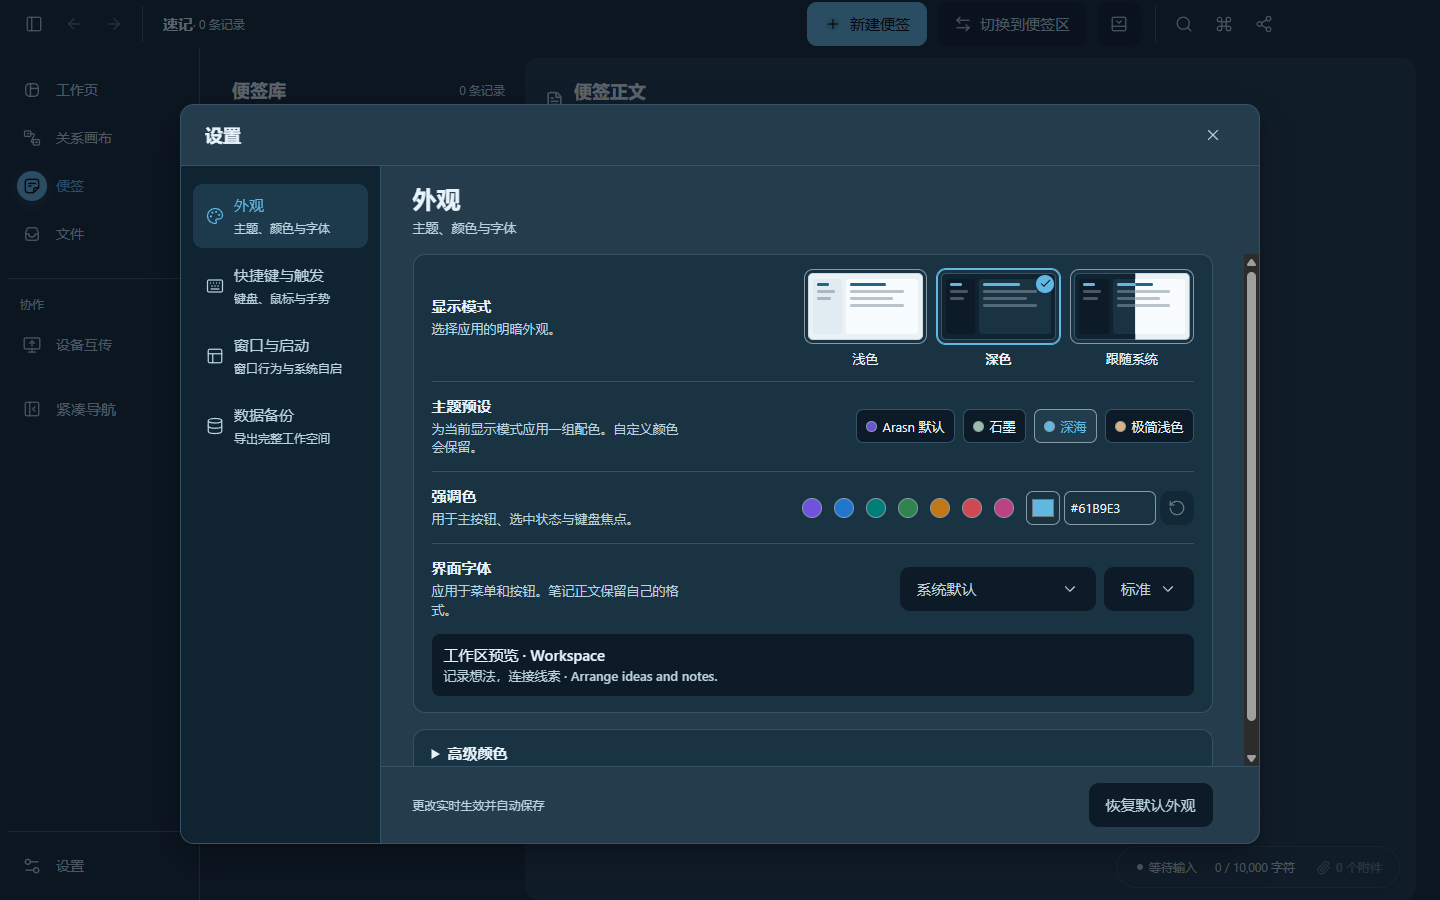 速记 · 0 条记录
新建便签
切换到便签区
工作页
关系画布
便签
文件
协作
设备互传
紧凑导航
设置
便签库
0 条记录
便签正文
设置
外观
主题、颜色与字体
快捷键与触发
键盘、鼠标与手势
窗口与启动
窗口行为与系统自启
数据备份
导出完整工作空间
外观
主题、颜色与字体
显示模式
选择应用的明暗外观。
浅色
深色
跟随系统
主题预设
为当前显示模式应用一组配色。自定义颜色
会保留。
Arasn 默认
石墨
深海
极简浅色
强调色
用于主按钮、选中状态与键盘焦点。
#61B9E3
界面字体
应用于菜单和按钮。笔记正文保留自己的格
式。
系统默认
标准
工作区预览 · Workspace
记录想法，连接线索 · Arrange ideas and notes.
高级颜色
更改实时生效并自动保存
恢复默认外观
等待输入
0 / 10,000 字符
0 个附件